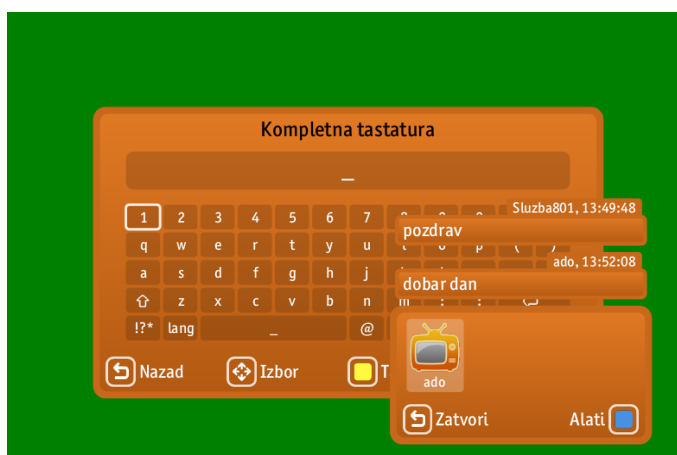 Kompletna tastatura
_
Sluzba801, 13:49:48
1 2 3 4 5 6 7
pozdrav
q w e r t y u
ado, 13:52:08
a s d f g h j
dobar dan
z x c v b n
!?* lang _ @
ado
Nazad Izbor T
Zatvori Alati